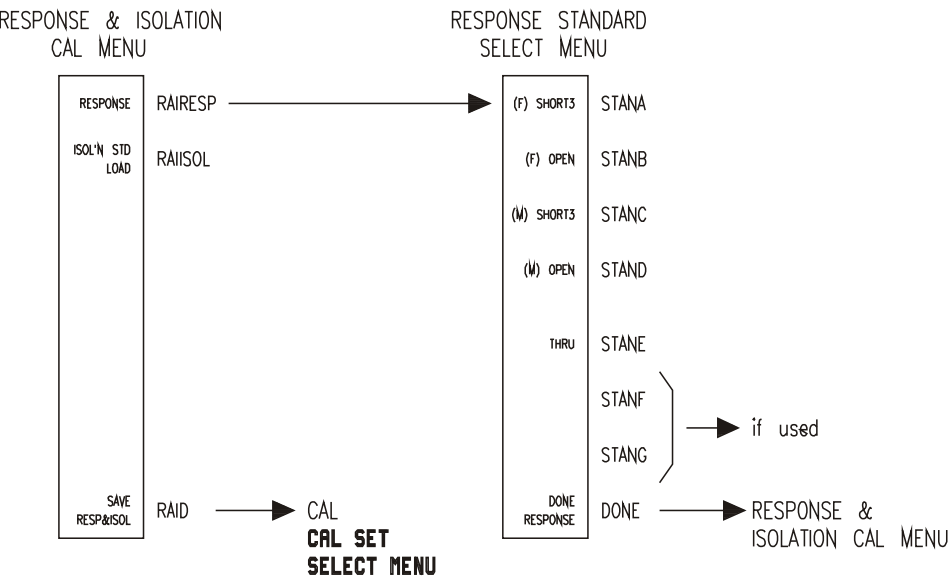 RESPONSE & ISOLATION
CAL MENU
RESPONSE RAIRESP
ISOL'N STD
LOAD
RAIISOL
SAVE
RESP&ISOL
RAID
CAL
CAL SET
SELECT MENU
RESPONSE STANDARD
SELECT MENU
(F) SHORT3 STANA
(F) OPEN STANB
(M) SHORT3 STANC
(M) OPEN STAND
THRU STANE
STANF
STANG
if used
DONE
RESPONSE
DONE
RESPONSE &
ISOLATION CAL MENU